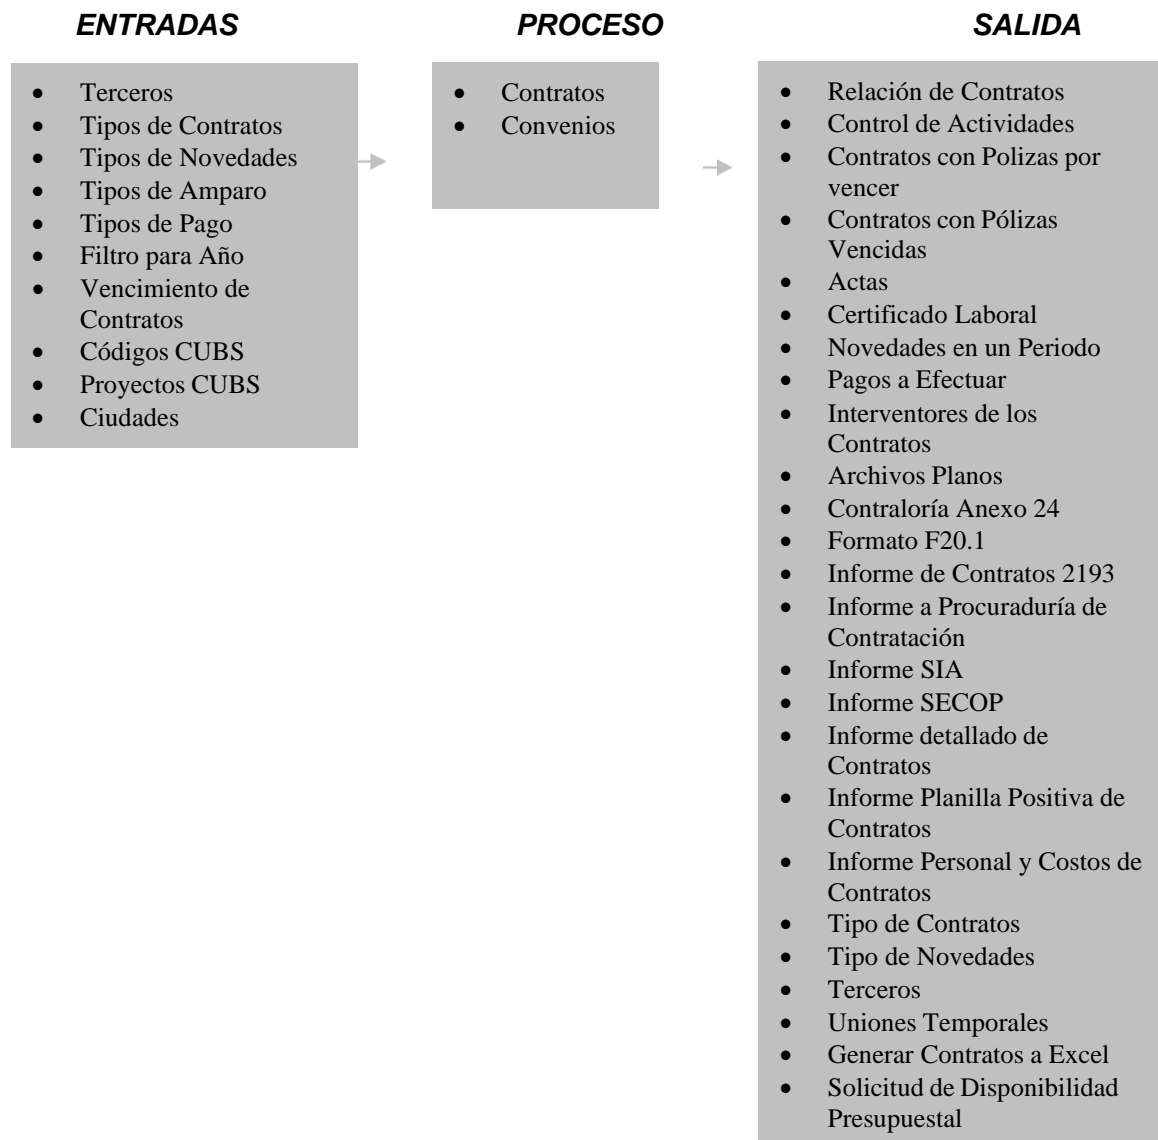 ENTRADAS
PROCESO
SALIDA
• Terceros
• Tipos de Contratos
• Tipos de Novedades
• Tipos de Amparo
• Tipos de Pago
• Filtro para Año
• Vencimiento de
Contratos
• Códigos CUBS
• Proyectos CUBS
• Ciudades
• Contratos
• Convenios
• Relación de Contratos
• Control de Actividades
• Contratos con Polizas por
vencer
• Contratos con Pólizas
Vencidas
• Actas
• Certificado Laboral
• Novedades en un Periodo
• Pagos a Efectuar
• Interventores de los
Contratos
• Archivos Planos
• Contraloría Anexo 24
• Formato F20.1
• Informe de Contratos 2193
• Informe a Procuraduría de
Contratación
• Informe SIA
• Informe SECOP
• Informe detallado de
Contratos
• Informe Planilla Positiva de
Contratos
• Informe Personal y Costos de
Contratos
• Tipo de Contratos
• Tipo de Novedades
• Terceros
• Uniones Temporales
• Generar Contratos a Excel
• Solicitud de Disponibilidad
Presupuestal